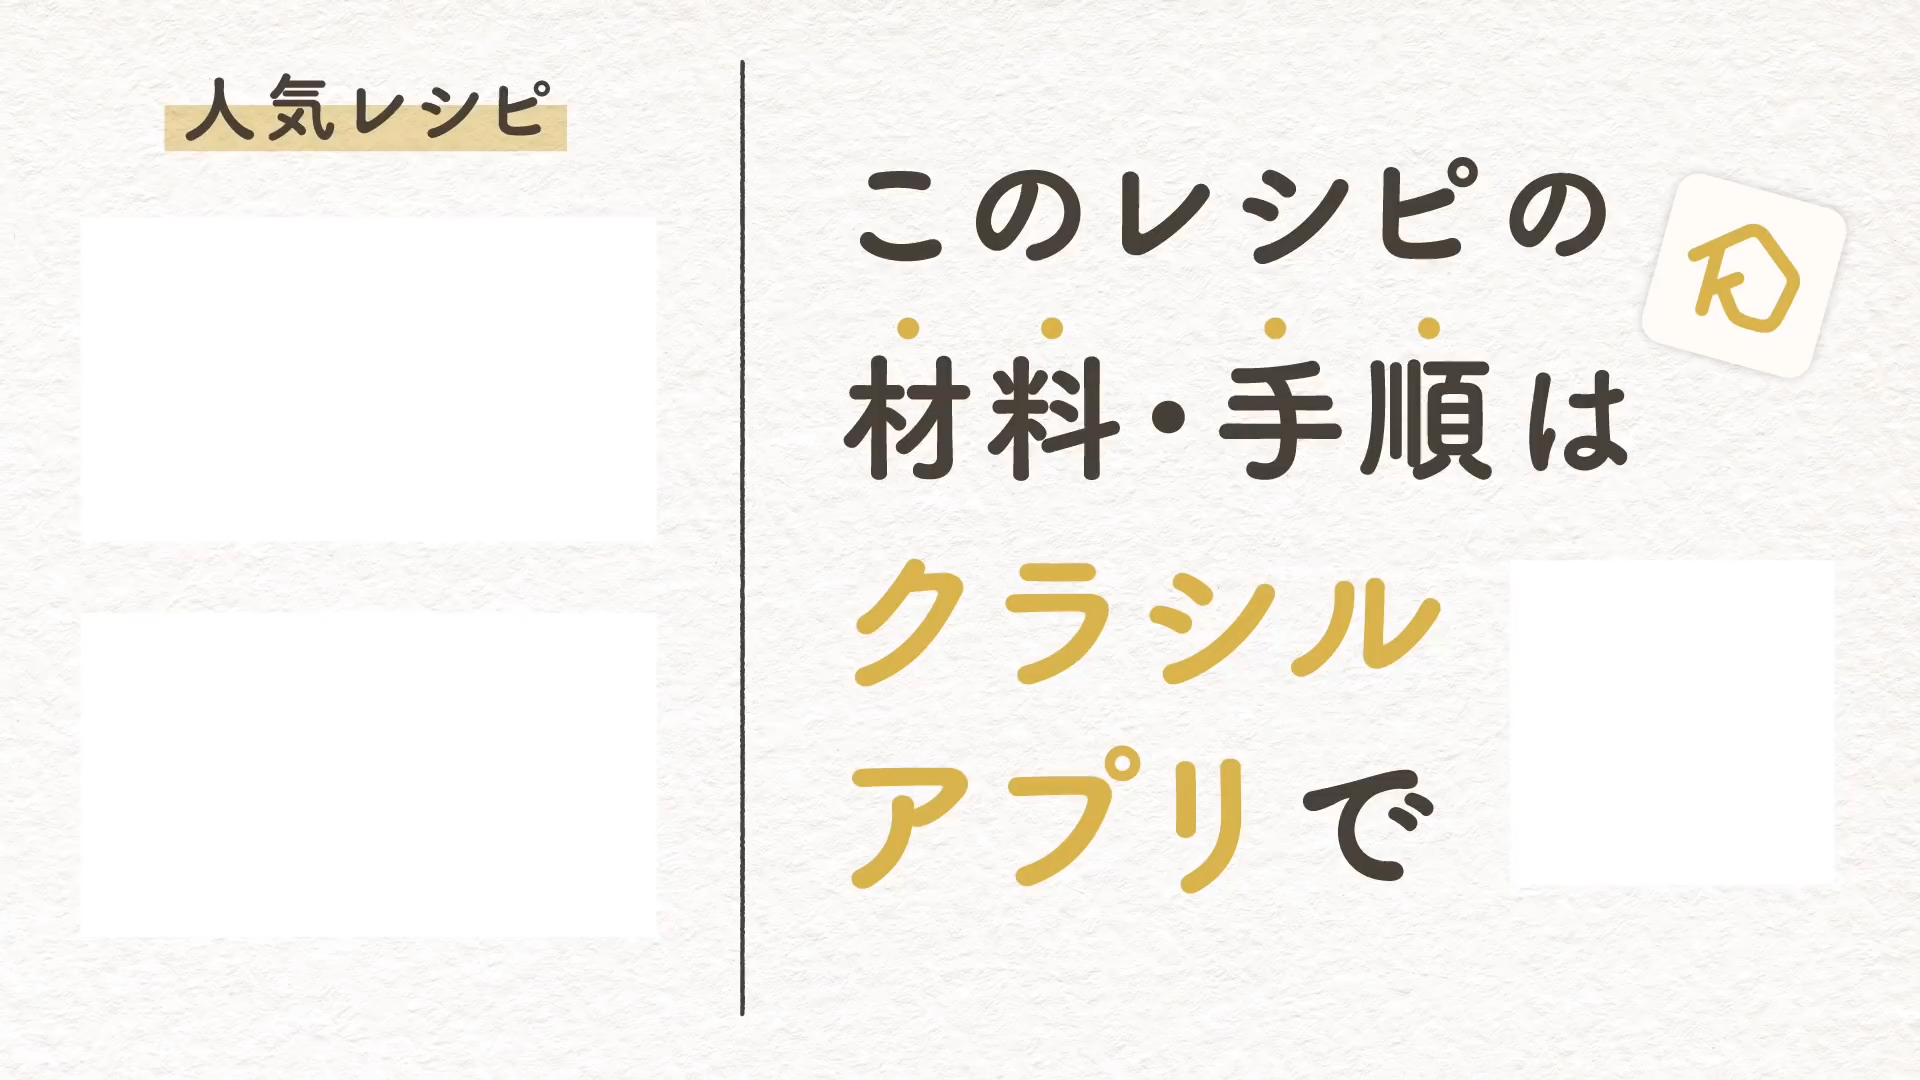 人気レシピ
このレシピの
材料・手順は
クラシル
アプリで